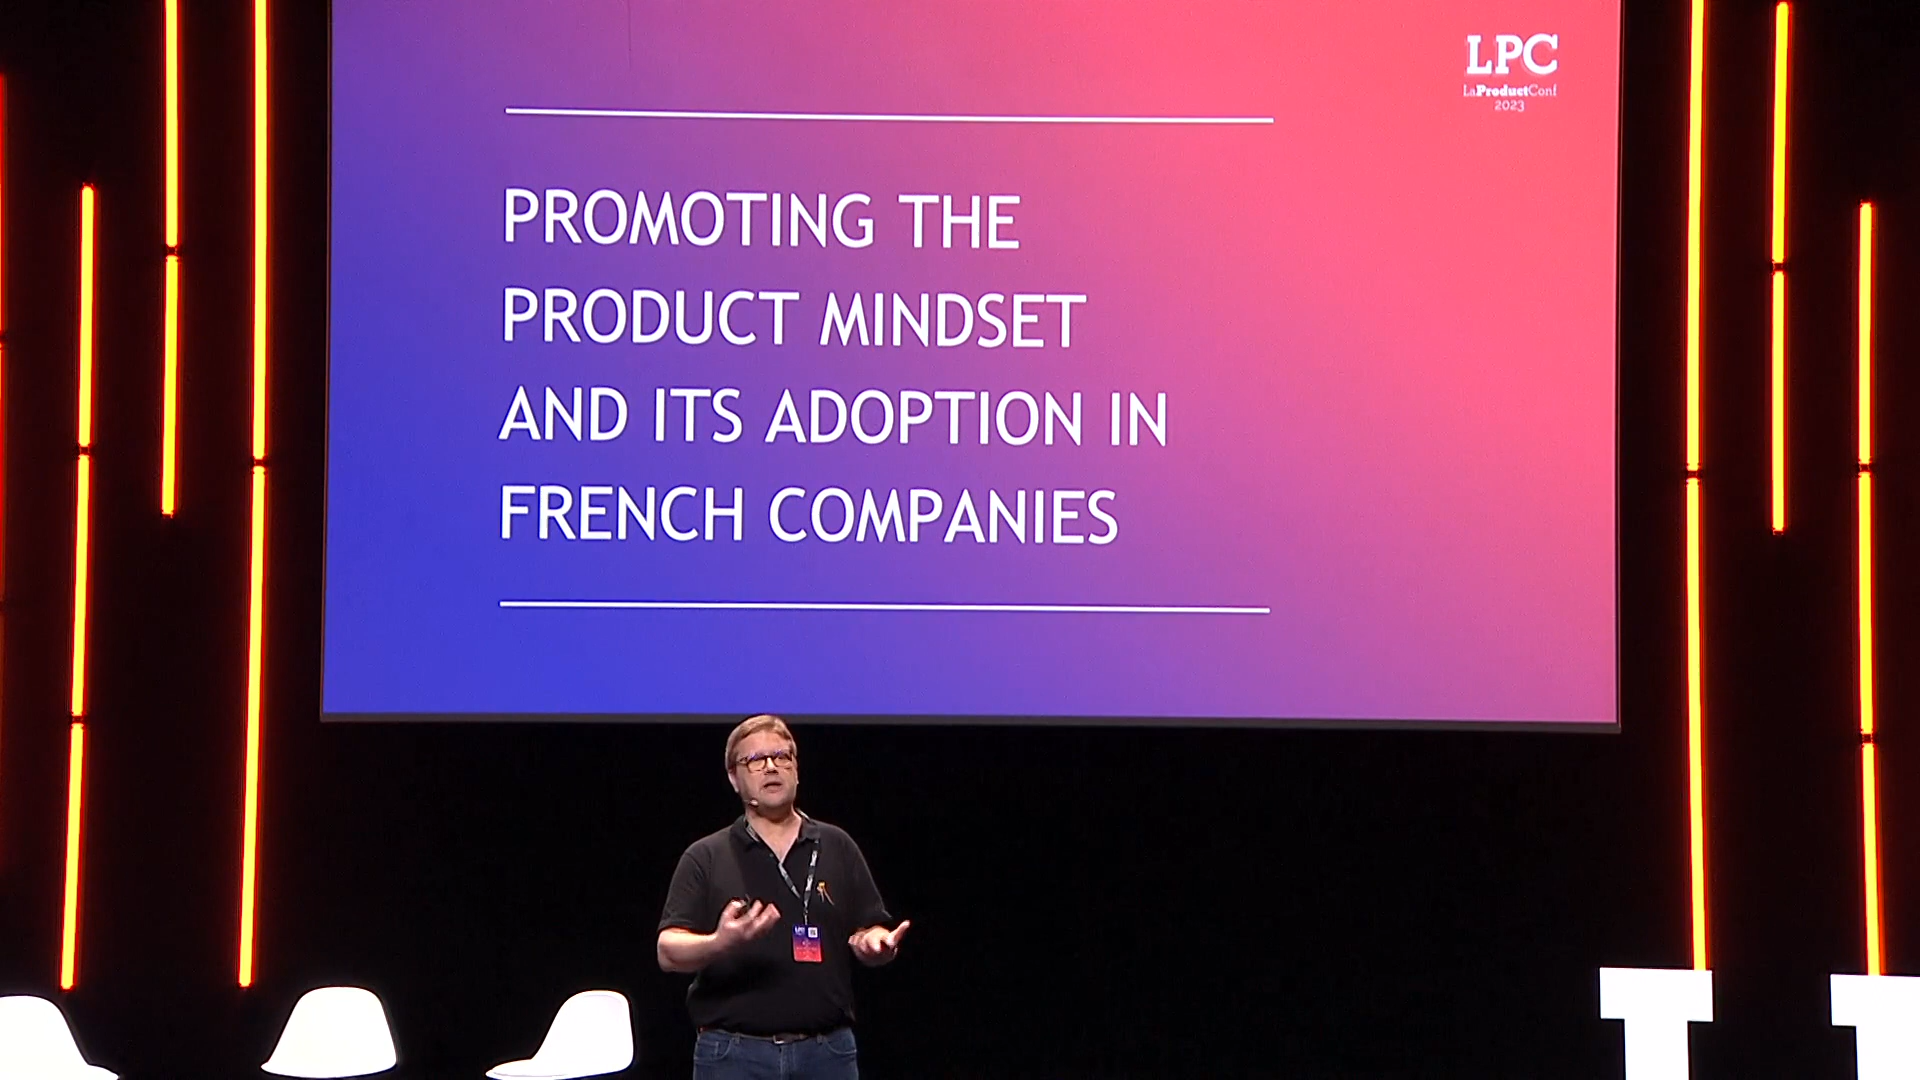 LPC
LaProductConf
2023
PROMOTING THE
PRODUCT MINDSET
AND ITS ADOPTION IN
FRENCH COMPANIES